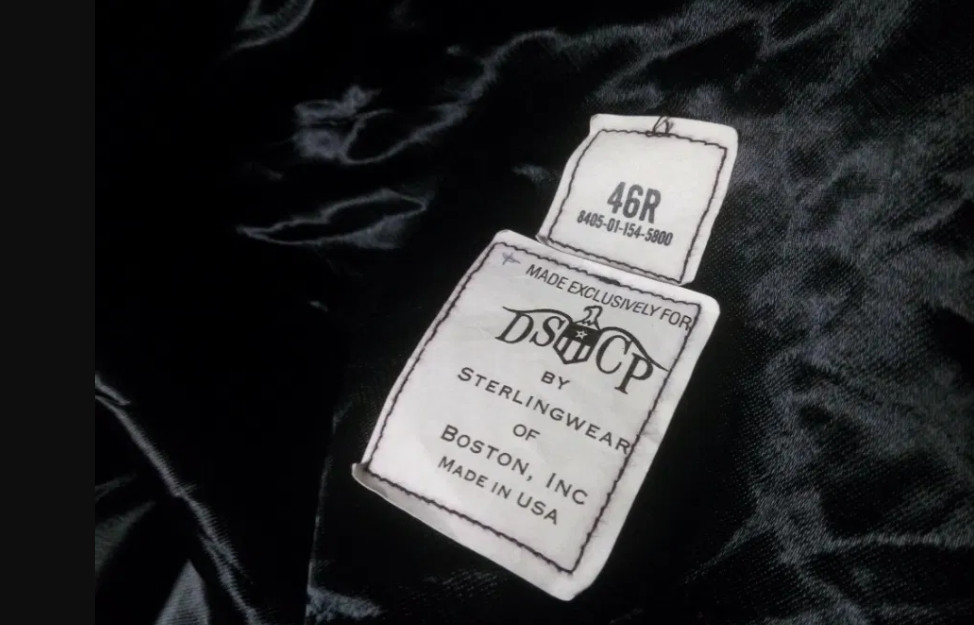 46R
8405-01-154-5800
MADE EXCLUSIVELY FOR
DSCP
BY
STERLINGWEAR
OF
BOSTON, INC
MADE IN USA